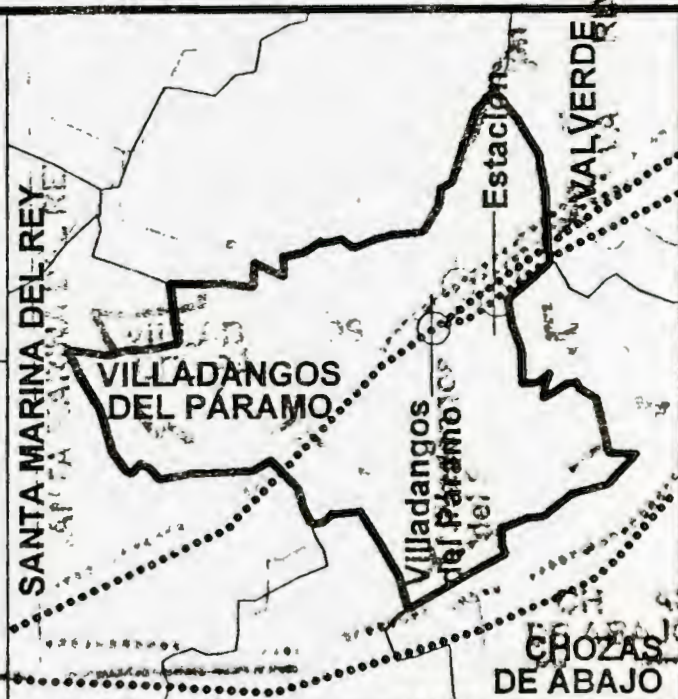 SANTA MARINA DEL REY
VILLADANGOS
DEL PÁRAMO
Villadangos
del Páramo
Estación
VALVERDE
CHOZAS
DE ABAJO